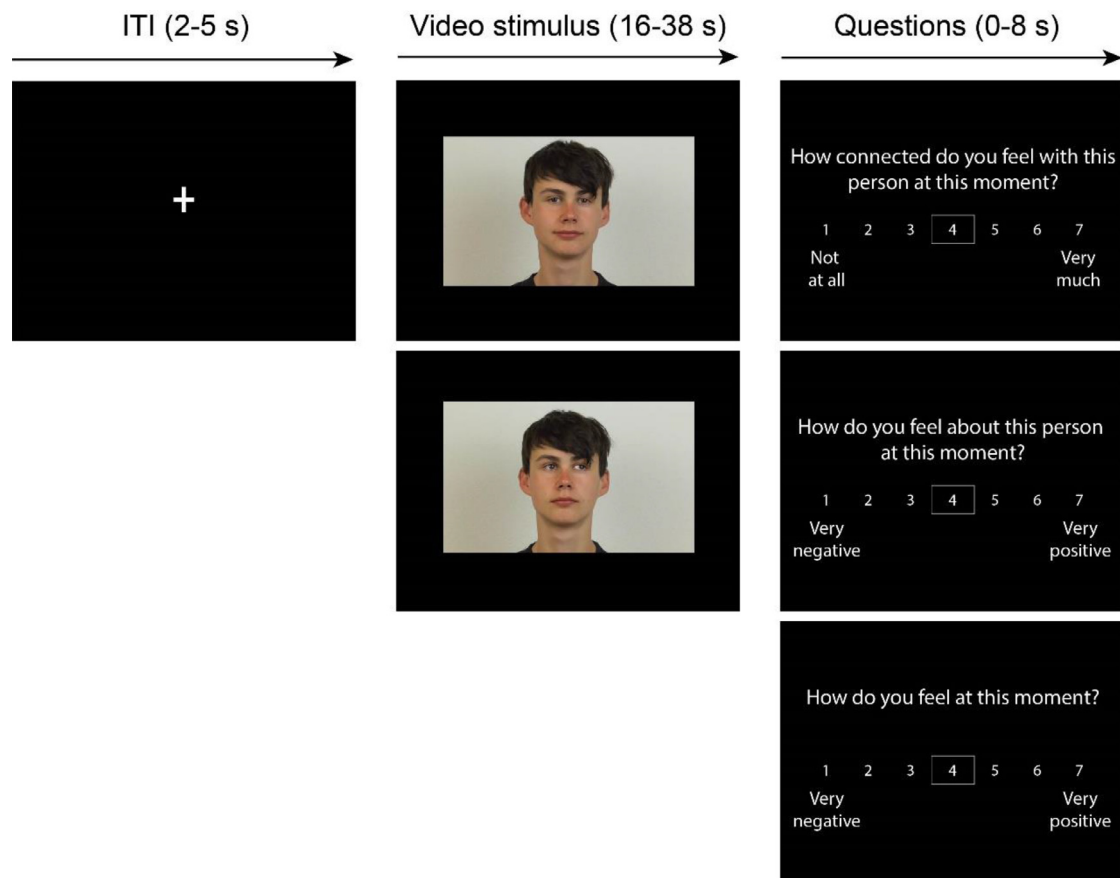 ITI (2-5 s)
Video stimulus (16-38 s)
Questions (0-8 s)
+
How connected do you feel with this
person at this moment?
1 2 3 4 5 6 7
Not
at all
Very
much
How do you feel about this person
at this moment?
1 2 3 4 5 6 7
Very
negative
Very
positive
How do you feel at this moment?
1 2 3 4 5 6 7
Very
negative
Very
positive